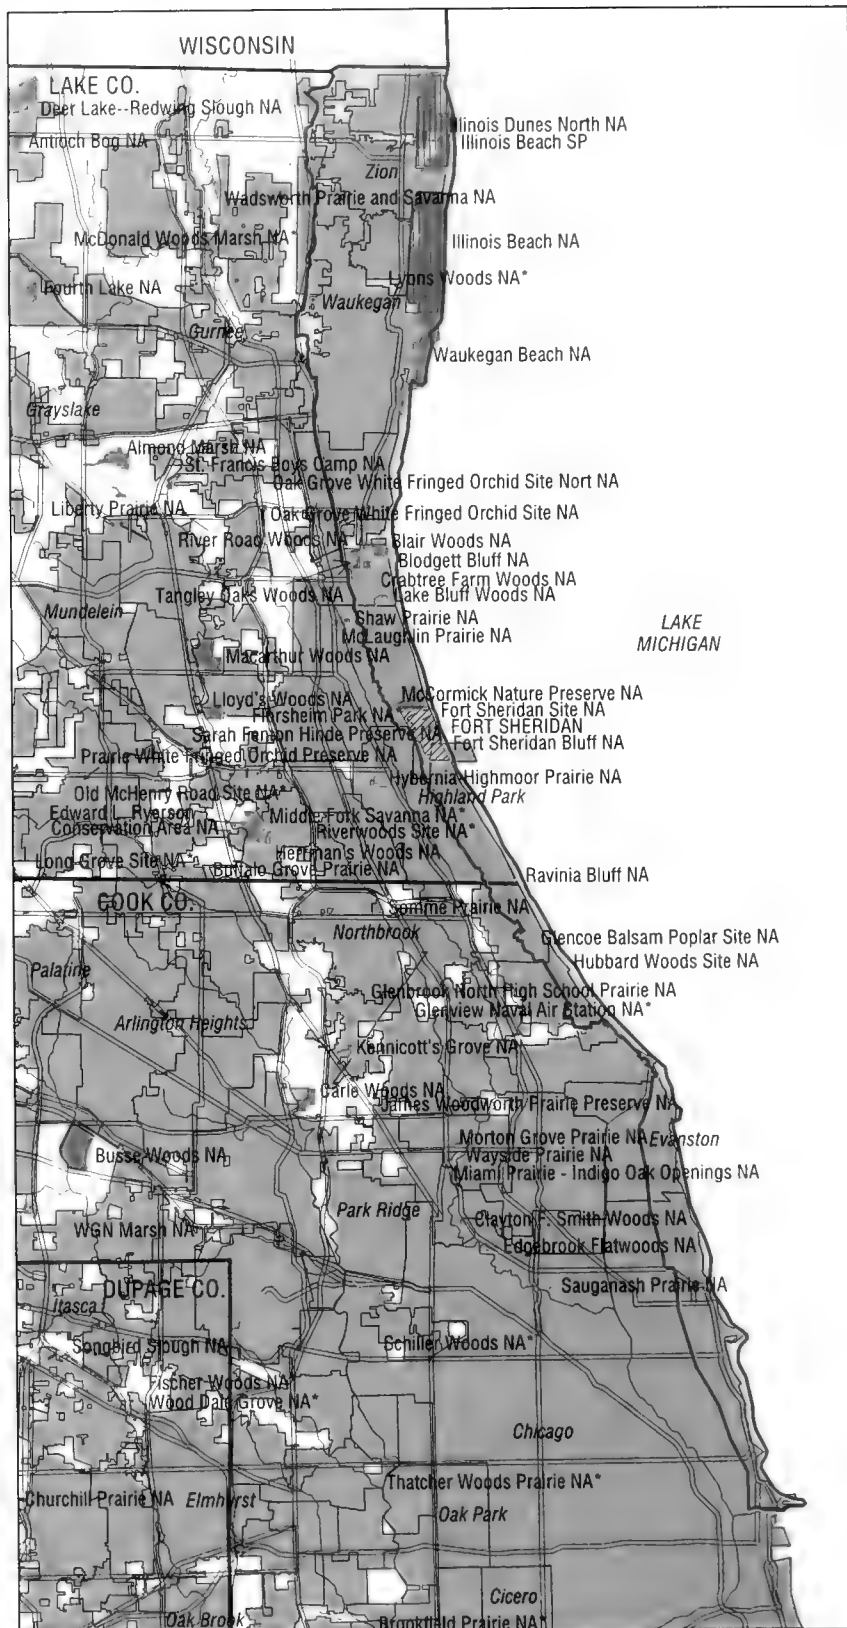 WISCONSIN
LAKE CO.
Deer Lake--Redwing Slough NA
Illinois Dunes North NA
Antioch Bog NA
Illinois Beach SP
Zion
Wadsworth Prairie and Savanna NA
McDonald Woods Marsh NA*
Illinois Beach NA
Lyons Woods NA*
Fourth Lake NA
Waukegan
Gurnee
Waukegan Beach NA
Grayslake
Almond Marsh NA
St. Francis Boys Camp NA
Oak Grove White Fringed Orchid Site Nort NA
Liberty Prairie NA
Oak Grove White Fringed Orchid Site NA
River Road Woods NA
Blair Woods NA
Blodgett Bluff NA
Crabtree Farm Woods NA
Tangley Oaks Woods NA
Lake Bluff Woods NA
Mundelein
Shaw Prairie NA
McLaughlin Prairie NA
LAKE
MICHIGAN
Macarthur Woods NA
McCormick Nature Preserve NA
Lloyd's Woods NA
Fort Sheridan Site NA
Florsheim Park NA
FORT SHERIDAN
Sarah Fenton Hinde Preserve NA
Fort Sheridan Bluff NA
Prairie White Fringed Orchid Preserve NA
Hybernia-Highmoor Prairie NA
Old McHenry Road Site NA*
Highland Park
Edward L. Ryerson
Conservation Area NA
Middle Fork Savanna NA*
Riverwoods Site NA*
Herrman's Woods NA
Long Grove Site NA*
Buffalo Grove Prairie NA
Ravinia Bluff NA
COOK CO.
Somme Prairie NA
Northbrook
Glencoe Balsam Poplar Site NA
Hubbard Woods Site NA
Palatine
Glenbrook North High School Prairie NA
Glenview Naval Air Station NA*
Arlington Heights
Kennicott's Grove NA
Carle Woods NA
James Woodworth Prairie Preserve NA
Morton Grove Prairie NA
Evanston
Busse Woods NA
Wayside Prairie NA
Miami Prairie - Indigo Oak Openings NA
Park Ridge
WGN Marsh NA
Clayton F. Smith Woods NA
Edgebrook Flatwoods NA
DUPAGE CO.
Sauganash Prairie NA
Itasca
Songbird Slough NA
Schiller Woods NA*
Fischer Woods NA*
Wood Dale Grove NA*
Chicago
Thatcher Woods Prairie NA*
Churchill Prairie NA
Elmhurst
Oak Park
Cicero
Oak Brook
Brookfield Prairie NA*